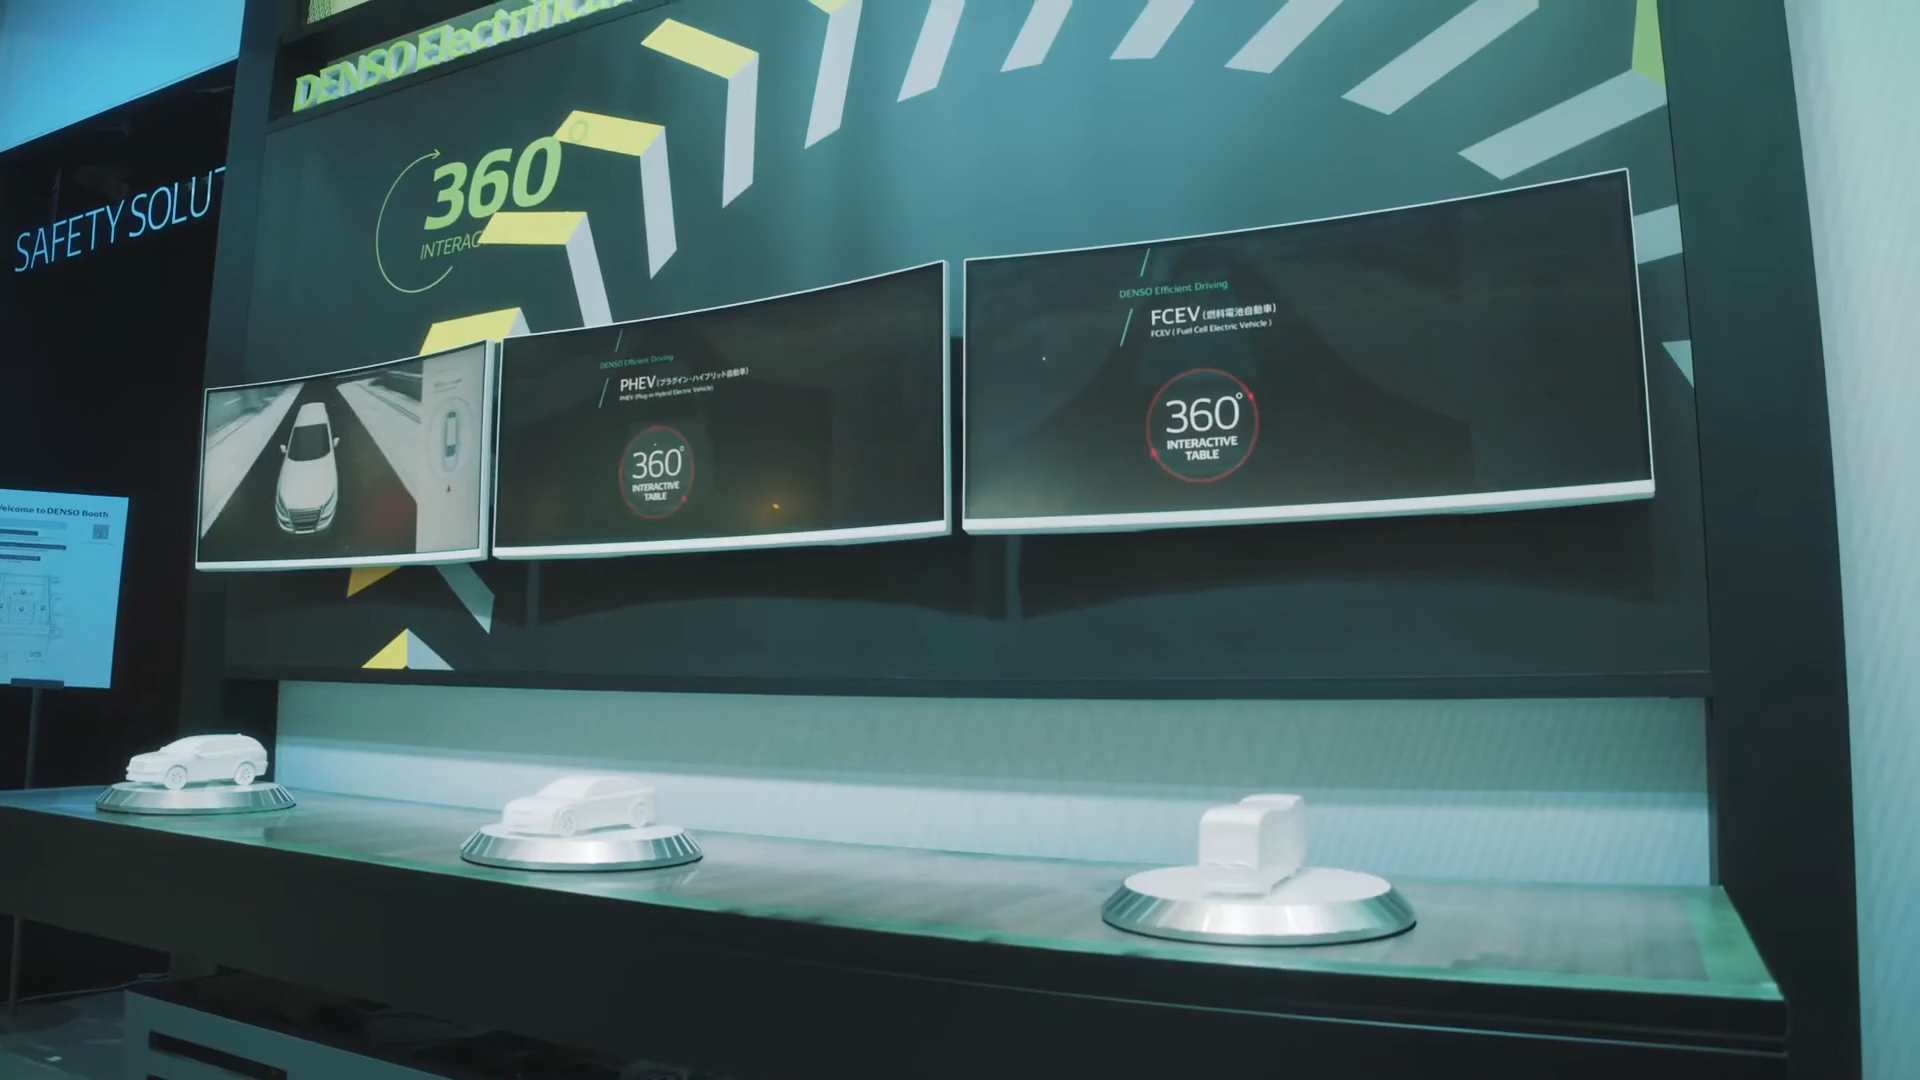 DENSO Electrification
360°
INTERAC
SAFETY SOLUT
DENSO Efficient Driving
PHEV(プラグイン・ハイブリッド自動車)
PHEV (Plug-in Hybrid Electric Vehicle)
360°
INTERACTIVE
TABLE
DENSO Efficient Driving
FCEV(燃料電池自動車)
FCEV ( Fuel Cell Electric Vehicle )
360°
INTERACTIVE
TABLE
Welcome to DENSO Booth